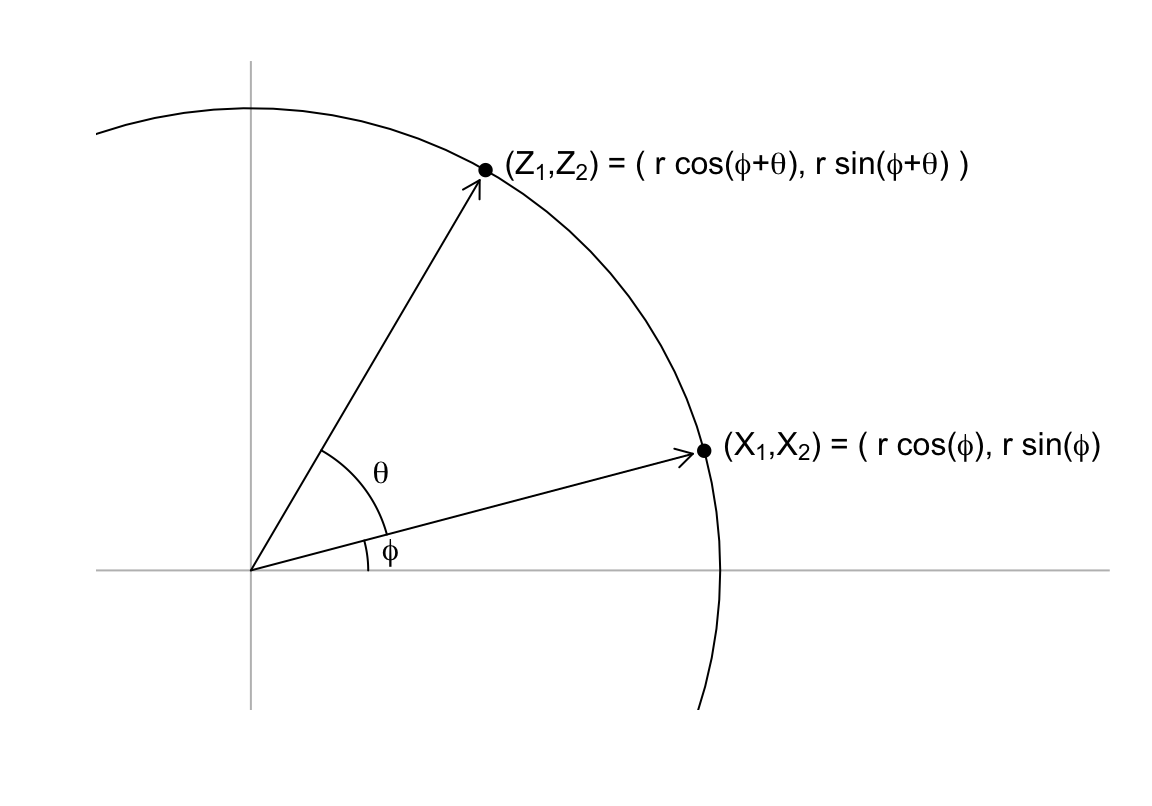 (Z₁,Z₂) = ( r cos(ϕ+θ), r sin(ϕ+θ) )
(X₁,X₂) = ( r cos(ϕ), r sin(ϕ)
θ
ϕ